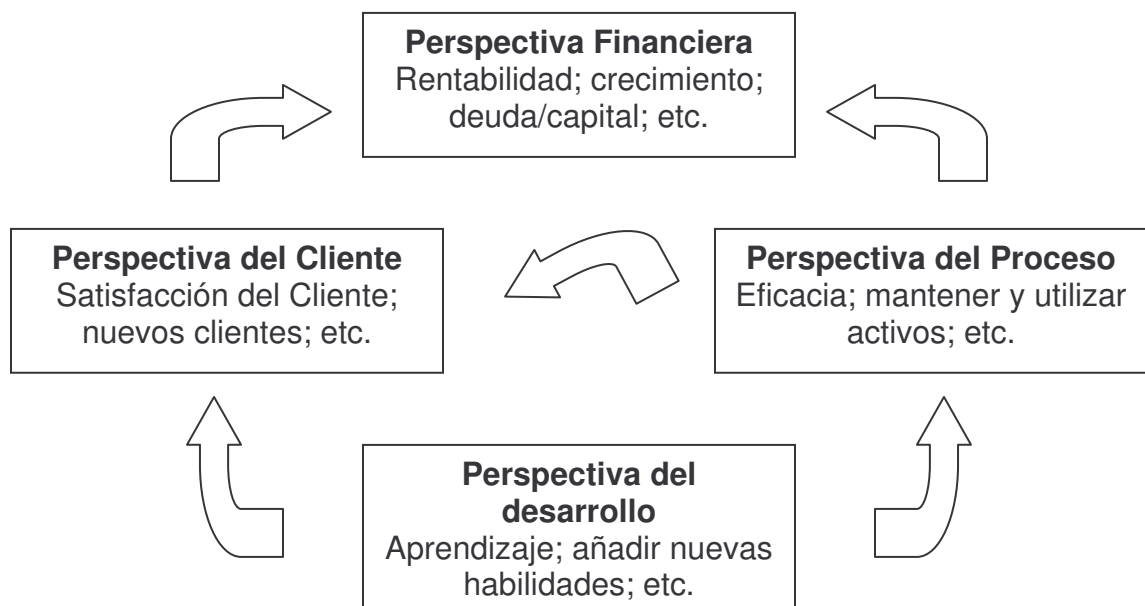 Perspectiva Financiera
Rentabilidad; crecimiento;
deuda/capital; etc.
Perspectiva del Cliente
Satisfacción del Cliente;
nuevos clientes; etc.
Perspectiva del Proceso
Eficacia; mantener y utilizar
activos; etc.
Perspectiva del
desarrollo
Aprendizaje; añadir nuevas
habilidades; etc.